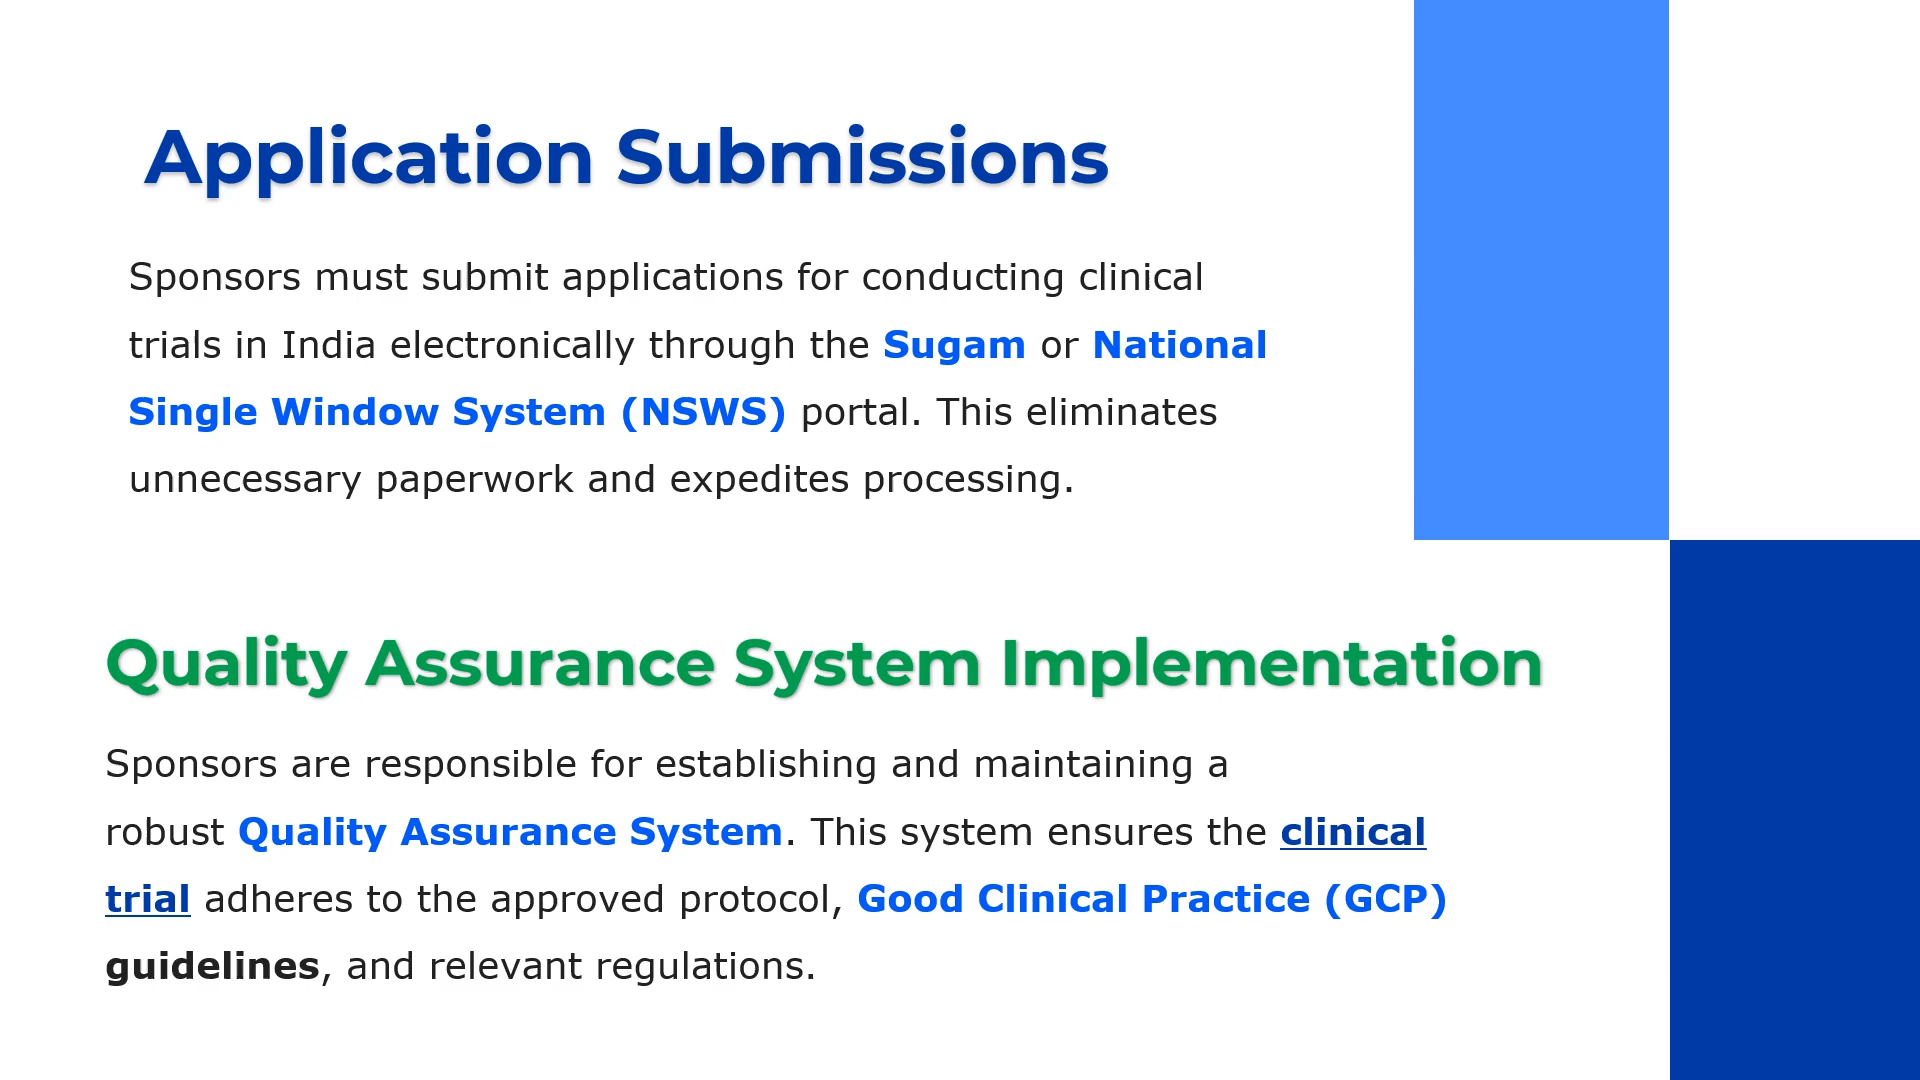 Application Submissions
Sponsors must submit applications for conducting clinical
trials in India electronically through the Sugam or National
Single Window System (NSWS) portal. This eliminates
unnecessary paperwork and expedites processing.
Quality Assurance System Implementation
Sponsors are responsible for establishing and maintaining a
robust Quality Assurance System. This system ensures the clinical
trial adheres to the approved protocol, Good Clinical Practice (GCP)
guidelines, and relevant regulations.